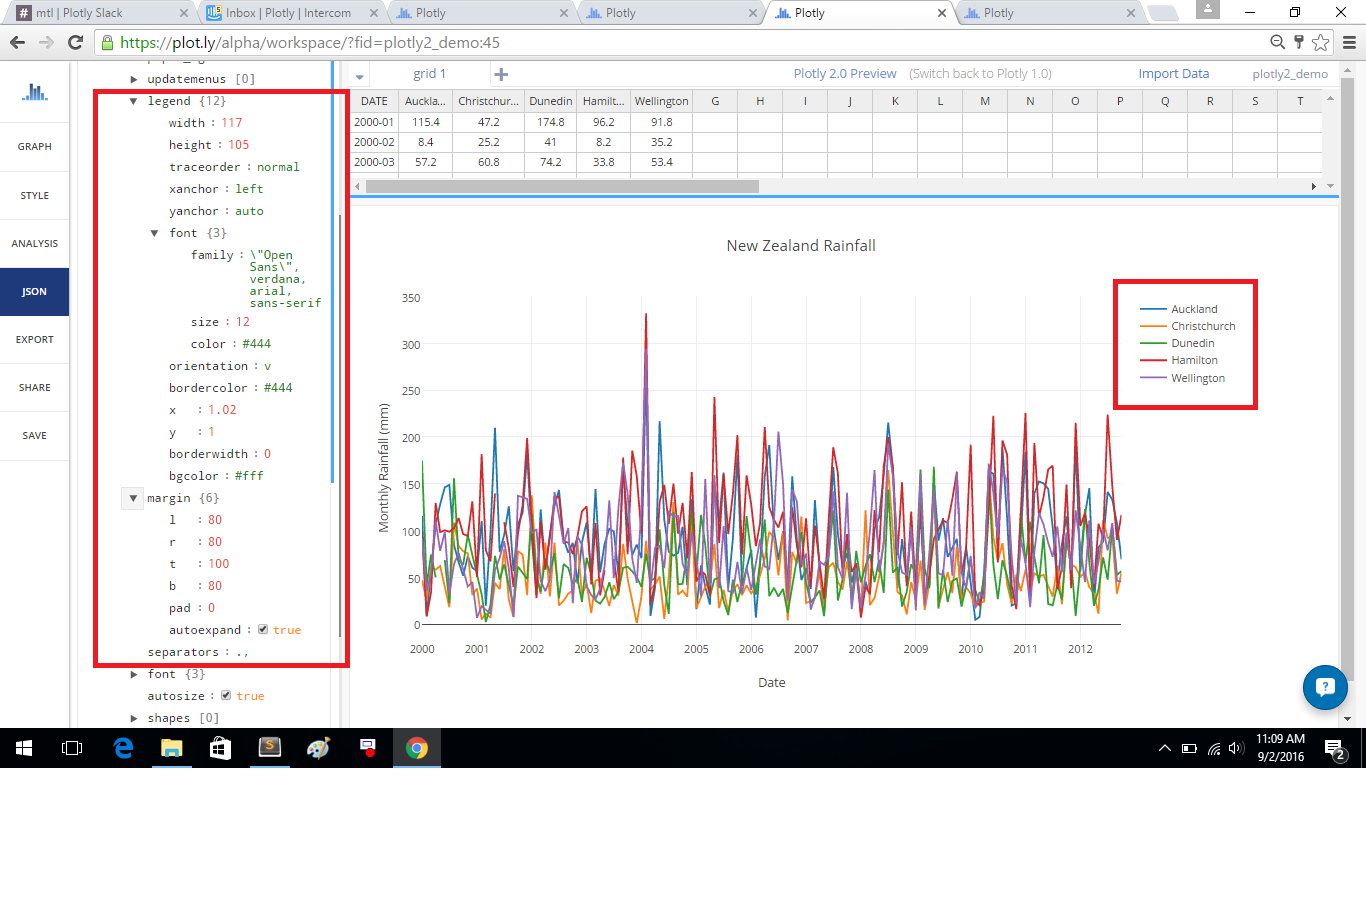 mtl | Plotly Slack
Inbox | Plotly | Intercom
Plotly
Plotly
Plotly
Plotly
https://plot.ly/alpha/workspace/?fid=plotly2_demo:45
updatemenus [0]
legend {12}
width : 117
height : 105
traceorder : normal
xanchor : left
yanchor : auto
font {3}
family : \"Open
Sans\",
verdana,
arial,
sans-serif
size : 12
color : #444
orientation : v
bordercolor : #444
x : 1.02
y : 1
borderwidth : 0
bgcolor : #fff
margin {6}
l : 80
r : 80
t : 100
b : 80
pad : 0
autoexpand : true
separators : .,
font {3}
autosize : true
shapes [0]
GRAPH
STYLE
ANALYSIS
JSON
EXPORT
SHARE
SAVE
grid 1
Plotly 2.0 Preview (Switch back to Plotly 1.0)
Import Data
plotly2_demo
DATE Auckla... Christchur... Dunedin Hamilt... Wellington G H I J K L M N O P Q R S T
2000-01 115.4 47.2 174.8 96.2 91.8
2000-02 8.4 25.2 41 8.2 35.2
2000-03 57.2 60.8 74.2 33.8 53.4
New Zealand Rainfall
Monthly Rainfall (mm)
350
300
250
200
150
100
50
0
2000 2001 2002 2003 2004 2005 2006 2007 2008 2009 2010 2011 2012
Date
Auckland
Christchurch
Dunedin
Hamilton
Wellington
11:09 AM
9/2/2016
2